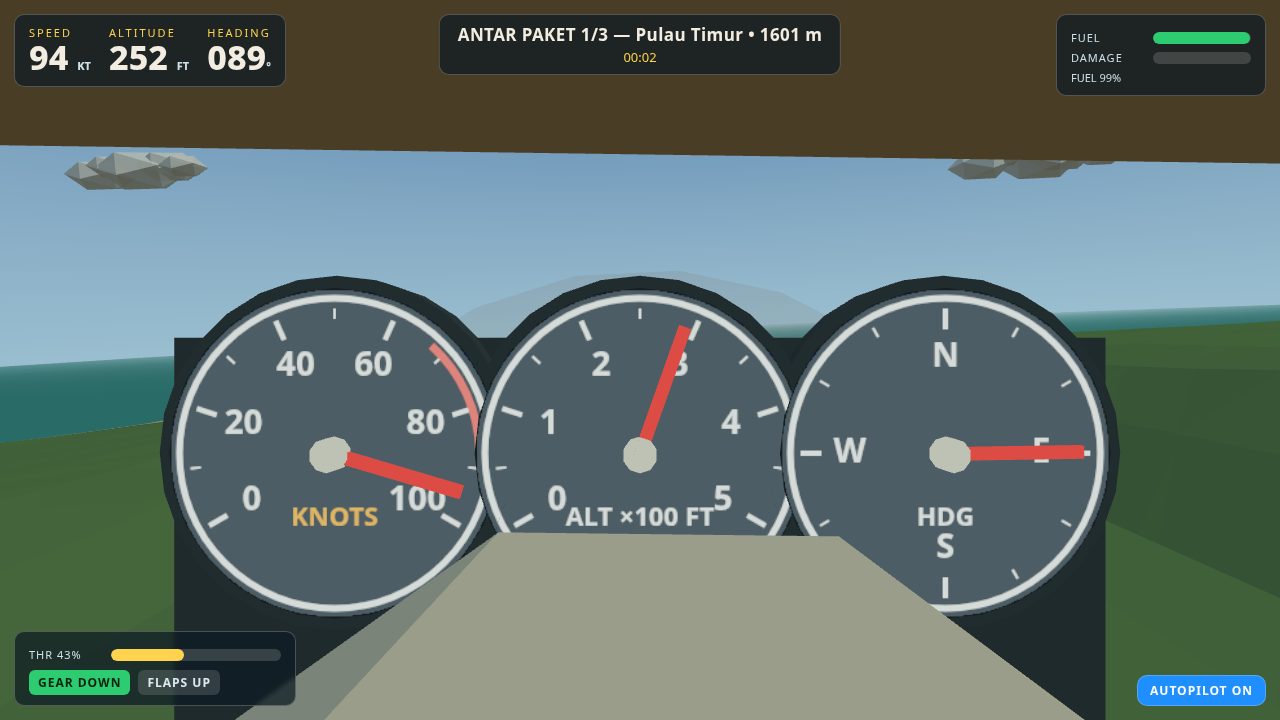 SPEED ALTITUDE HEADING
94 KT 252 FT 089°
ANTAR PAKET 1/3 — Pulau Timur • 1601 m
00:02
FUEL
DAMAGE
FUEL 99%
0 20 40 60 80 100
KNOTS
0 1 2 3 4 5
ALT ×100 FT
N
W E
HDG
S
THR 43%
GEAR DOWN FLAPS UP
AUTOPILOT ON